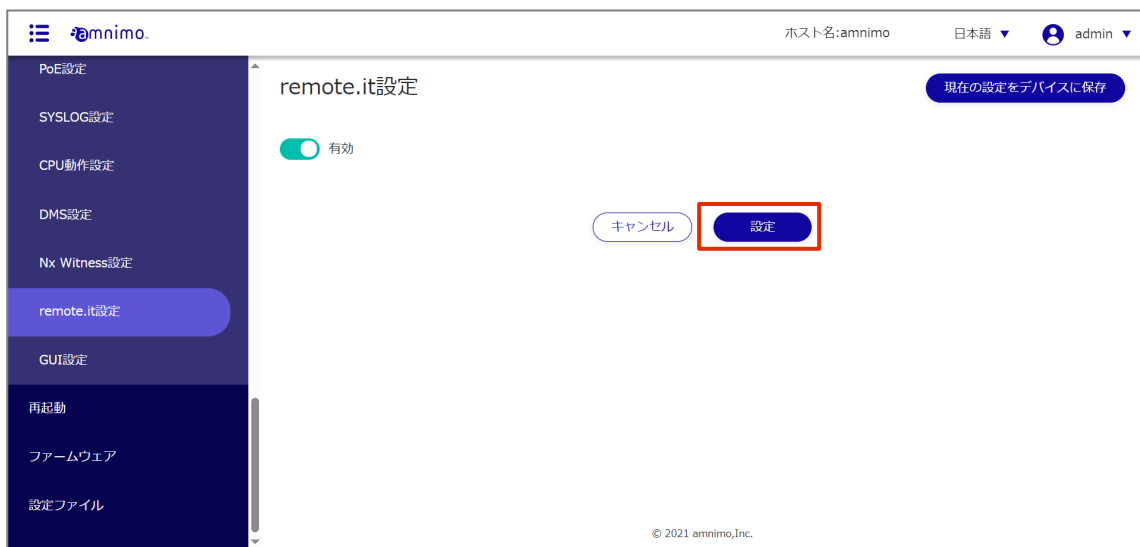 amnimo.
ホスト名:amnimo
日本語 ▼
admin ▼
PoE設定
SYSLOG設定
CPU動作設定
DMS設定
Nx Witness設定
remote.it設定
GUI設定
再起動
ファームウェア
設定ファイル
remote.it設定
現在の設定をデバイスに保存
有効
キャンセル
設定
© 2021 amnimo,Inc.